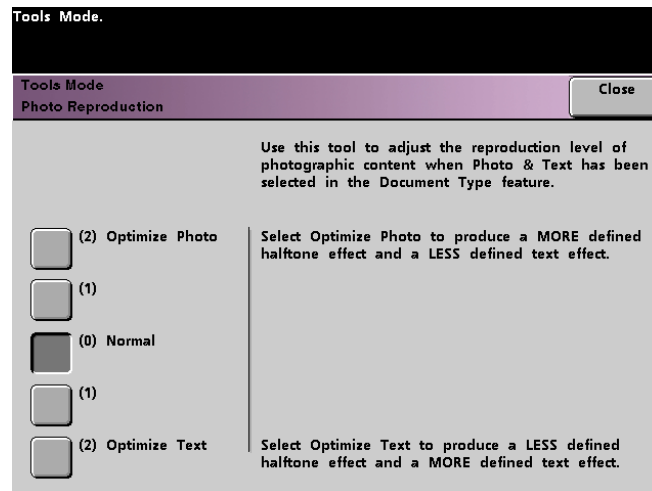 Tools Mode.
Tools Mode
Close
Photo Reproduction
Use this tool to adjust the reproduction level of
photographic content when Photo & Text has been
selected in the Document Type feature.
(2) Optimize Photo
Select Optimize Photo to produce a MORE defined
halftone effect and a LESS defined text effect.
(1)
(0) Normal
(1)
(2) Optimize Text
Select Optimize Text to produce a LESS defined
halftone effect and a MORE defined text effect.